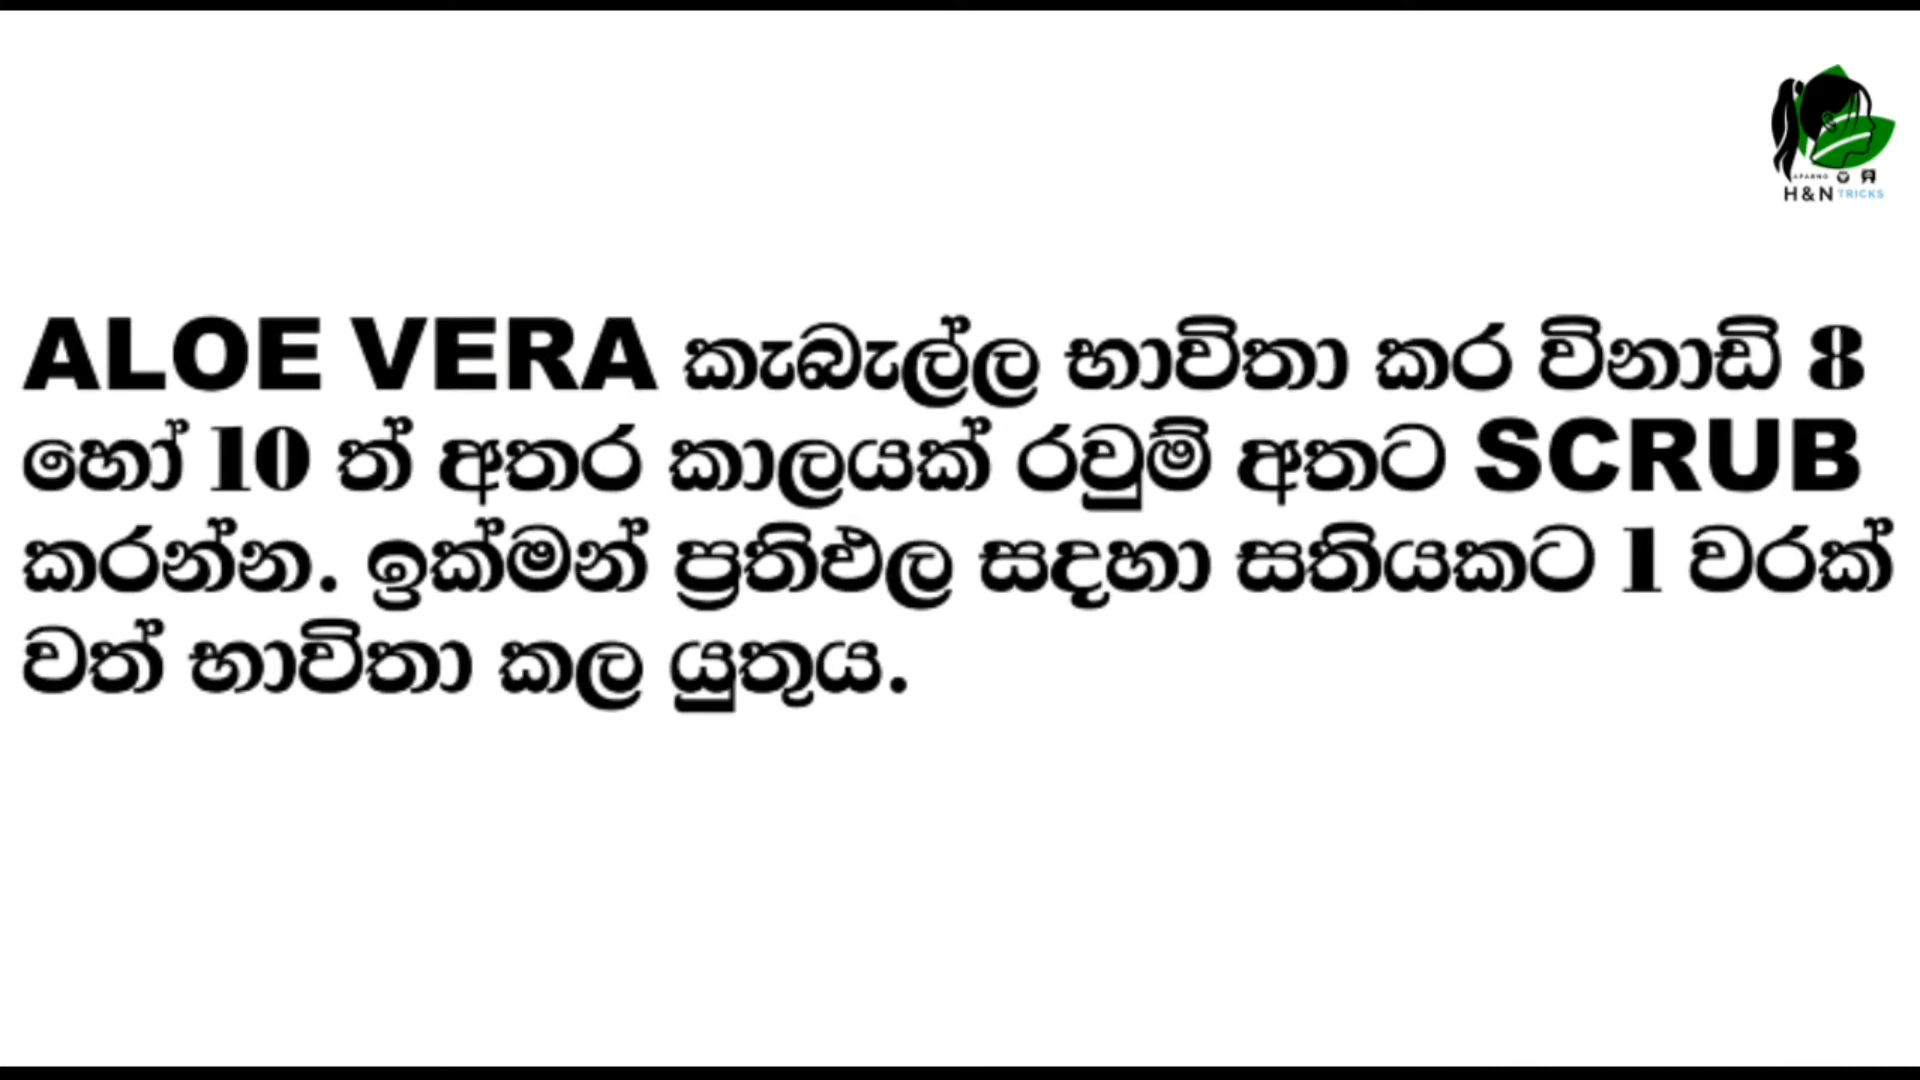 H&N TRICKS
ALOE VERA කැබැල්ල භාවිතා කර විනාඩි 8
හෝ 10 ත් අතර කාලයක් රවුම් අතට SCRUB
කරන්න. ඉක්මන් ප්‍රතිඵල සදහා සතියකට 1 වරක්
වත් භාවිතා කල යුතුය.